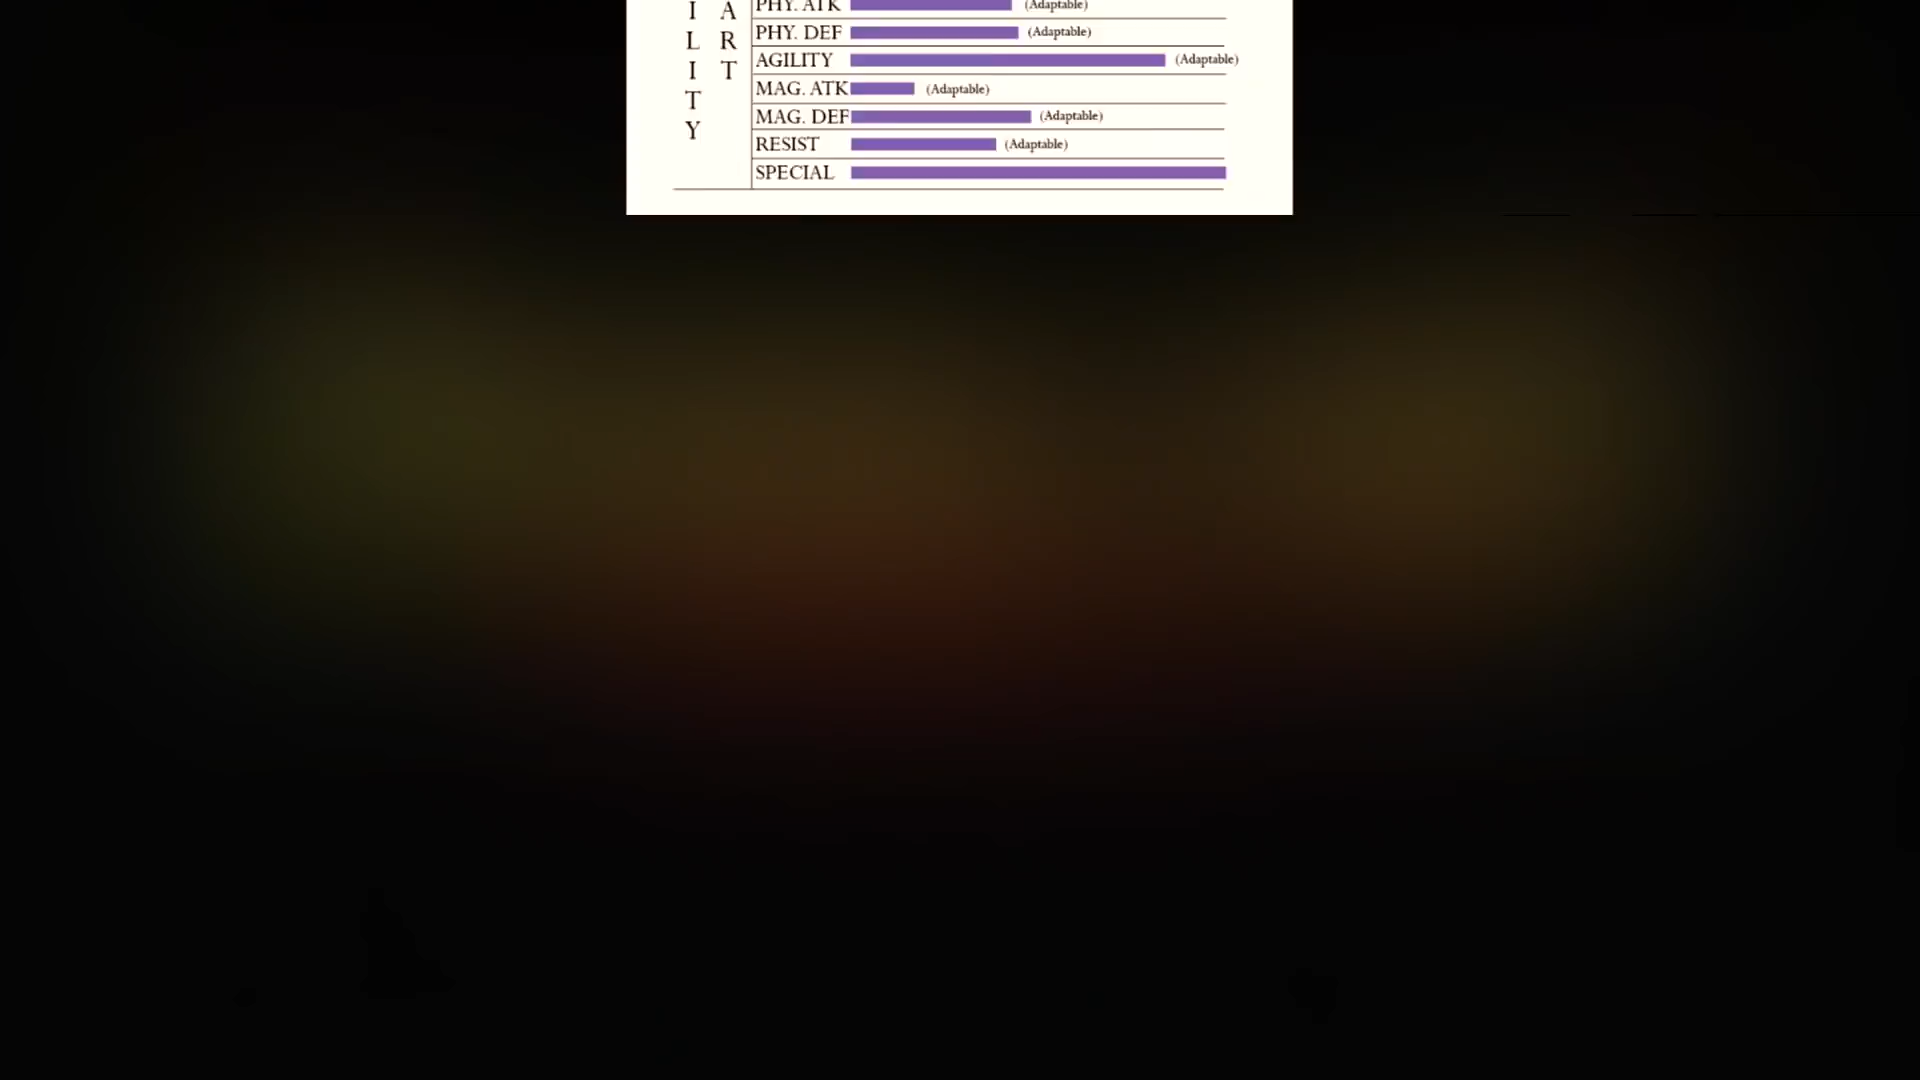 I L I T Y
A R T
PHY. ATK (Adaptable)
PHY. DEF (Adaptable)
AGILITY (Adaptable)
MAG. ATK (Adaptable)
MAG. DEF (Adaptable)
RESIST (Adaptable)
SPECIAL